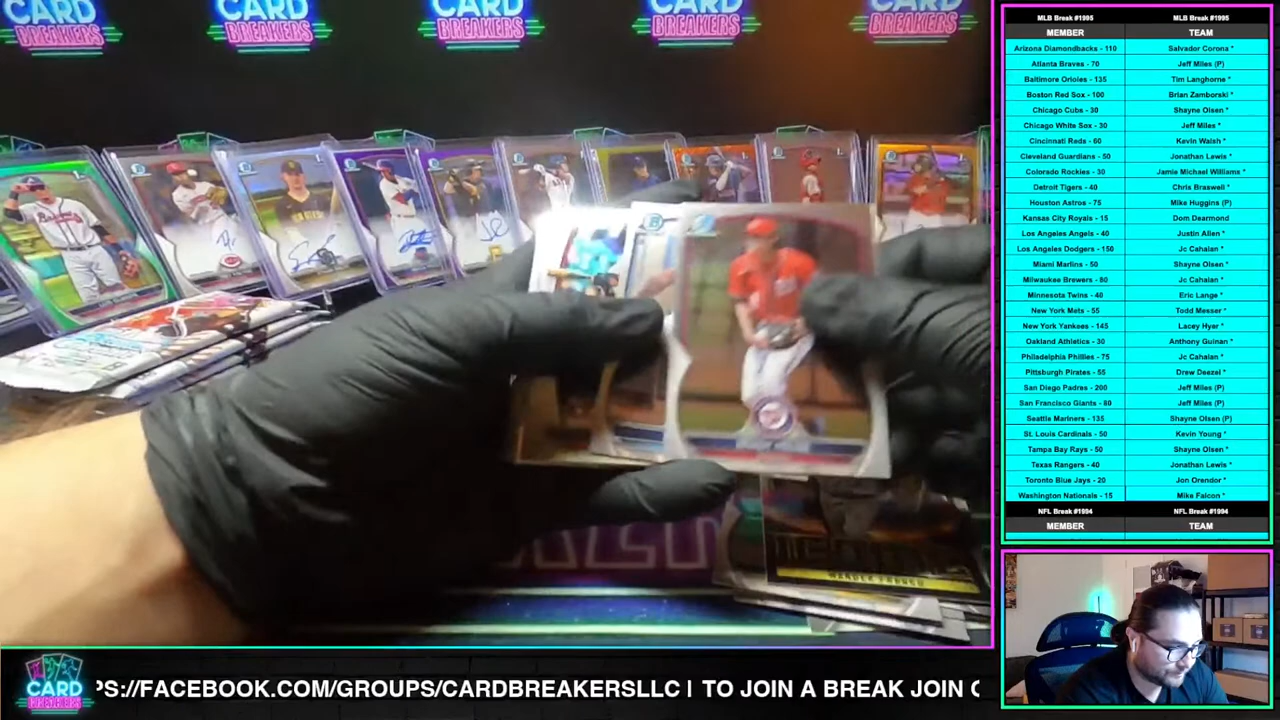 CARD
BREAKERS
CARD
BREAKERS
CARD
BREAKERS
CARD
BREAKERS
CARD
BREAKERS
Braves
PADRES
WANDER FRANCO
MLB Break #1995 MLB Break #1995
MEMBER TEAM
Arizona Diamondbacks - 110 Salvador Corona *
Atlanta Braves - 70 Jeff Miles (P)
Baltimore Orioles - 135 Tim Langhorne *
Boston Red Sox - 100 Brian Zamborski *
Chicago Cubs - 30 Shayne Olsen *
Chicago White Sox - 30 Jeff Miles *
Cincinnati Reds - 60 Kevin Walsh *
Cleveland Guardians - 50 Jonathan Lewis *
Colorado Rockies - 30 Jamie Michael Williams *
Detroit Tigers - 40 Chris Braswell *
Houston Astros - 75 Mike Huggins (P)
Kansas City Royals - 15 Dom Dearmond
Los Angeles Angels - 40 Justin Allen *
Los Angeles Dodgers - 150 Jc Cahalan *
Miami Marlins - 50 Shayne Olsen *
Milwaukee Brewers - 80 Jc Cahalan *
Minnesota Twins - 40 Eric Lange *
New York Mets - 55 Todd Messer *
New York Yankees - 145 Lacey Hyer *
Oakland Athletics - 30 Anthony Guinan *
Philadelphia Phillies - 75 Jc Cahalan *
Pittsburgh Pirates - 55 Drew Deezel *
San Diego Padres - 200 Jeff Miles (P)
San Francisco Giants - 80 Jeff Miles (P)
Seattle Mariners - 135 Shayne Olsen (P)
St. Louis Cardinals - 50 Kevin Young *
Tampa Bay Rays - 50 Shayne Olsen *
Texas Rangers - 40 Jonathan Lewis *
Toronto Blue Jays - 20 Jon Orendor *
Washington Nationals - 15 Mike Falcon *
NFL Break #1994 NFL Break #1994
MEMBER TEAM
CARD
BREAKERS
PS://FACEBOOK.COM/GROUPS/CARDBREAKERSLLC | TO JOIN A BREAK JOIN